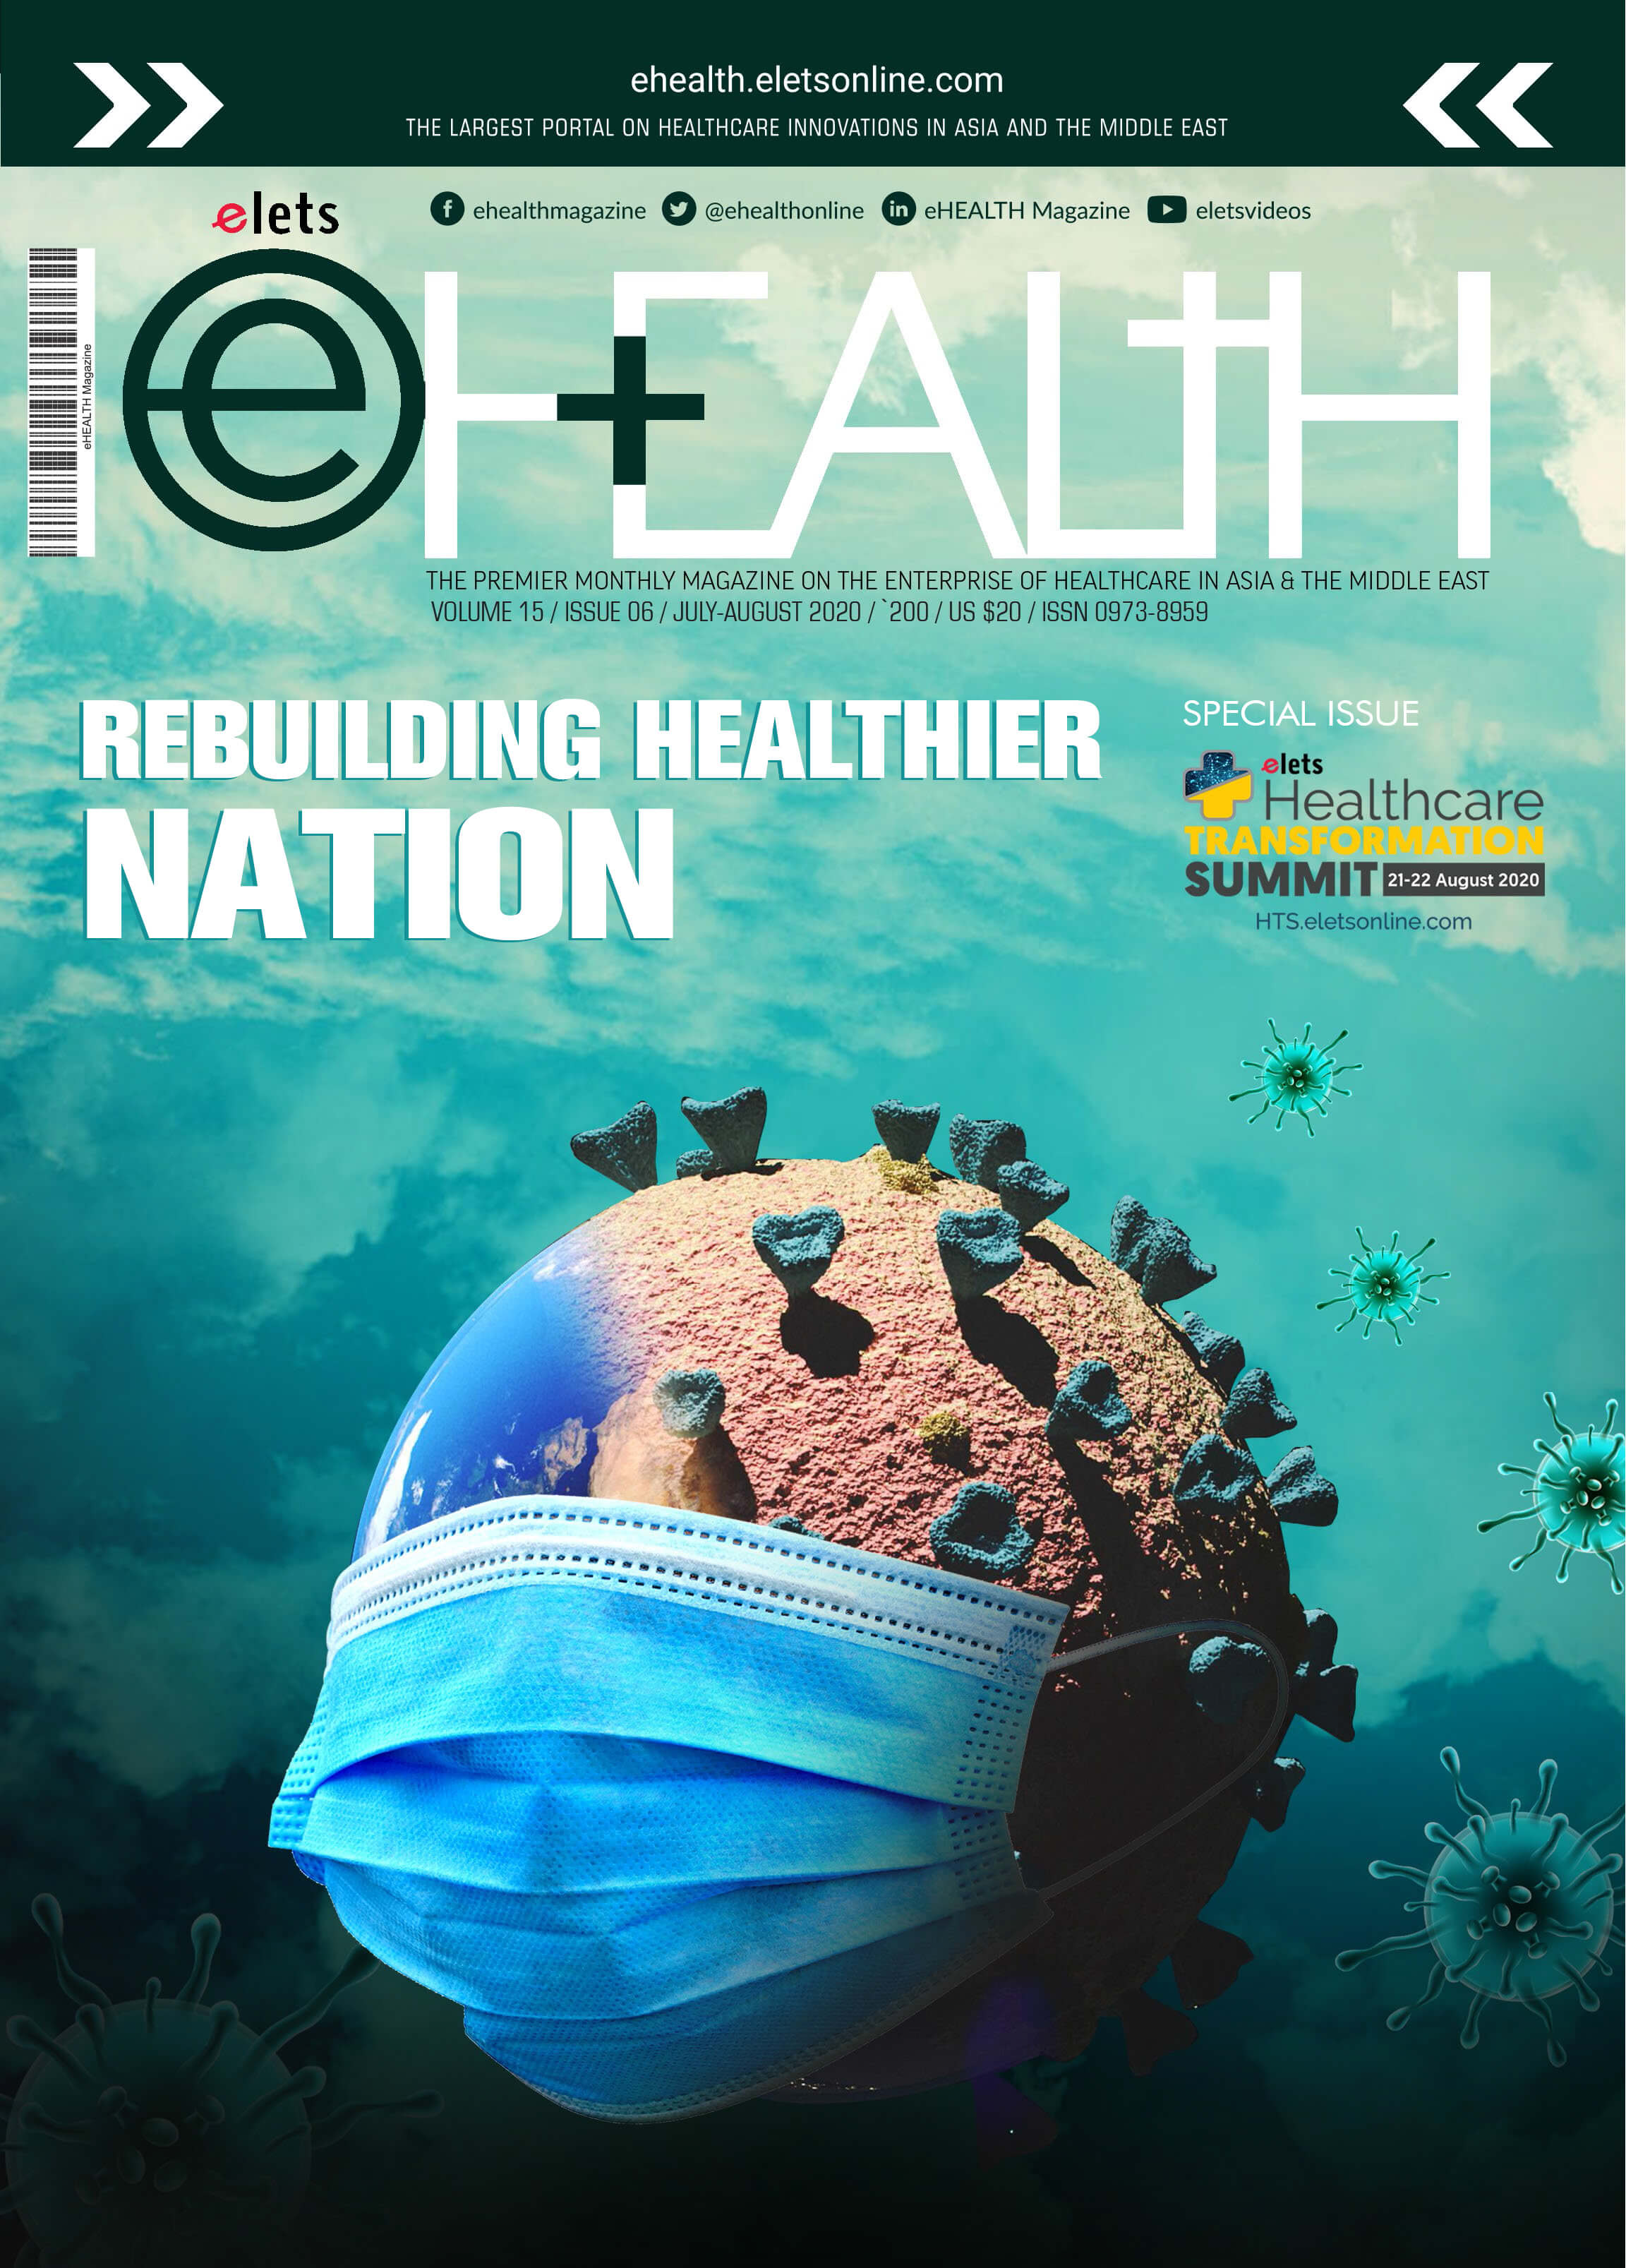 ehealth.eletsonline.com
THE LARGEST PORTAL ON HEALTHCARE INNOVATIONS IN ASIA AND THE MIDDLE EAST
elets
ehealthmagazine @ehealthonline eHEALTH Magazine eletsvideos
eHEALTH Magazine
eHEALTH
THE PREMIER MONTHLY MAGAZINE ON THE ENTERPRISE OF HEALTHCARE IN ASIA & THE MIDDLE EAST
VOLUME 15 / ISSUE 06 / JULY-AUGUST 2020 / `200 / US $20 / ISSN 0973-8959
REBUILDING HEALTHIER
NATION
SPECIAL ISSUE
elets
Healthcare
TRANSFORMATION
SUMMIT 21-22 August 2020
HTS.eletsonline.com